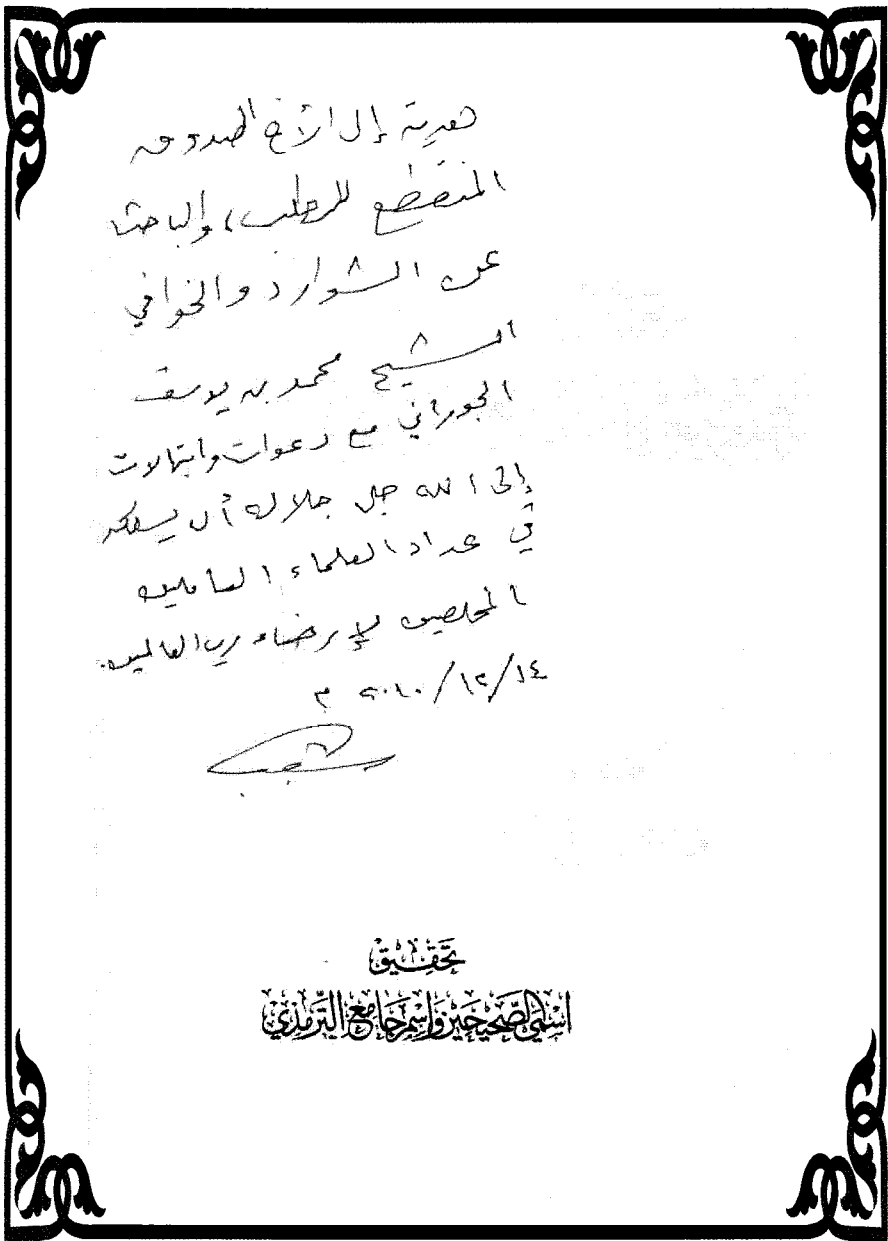 هدية إلى الأخ الصدوق
المنقطع للطلب، والباحث
عن الشوارد والخوافي
الشيخ محمد بن يوسف
الجوراني مع دعوات وابتهالات
إلى الله جل جلاله أن يسلكه
في عداد العلماء العاملين
المخلصين لإرضاء رب العالمين.
١٤/١٢/٢٠١٠ م
شعيب
تحقيق
اسمي الصحيحين واسم جامع الترمذي